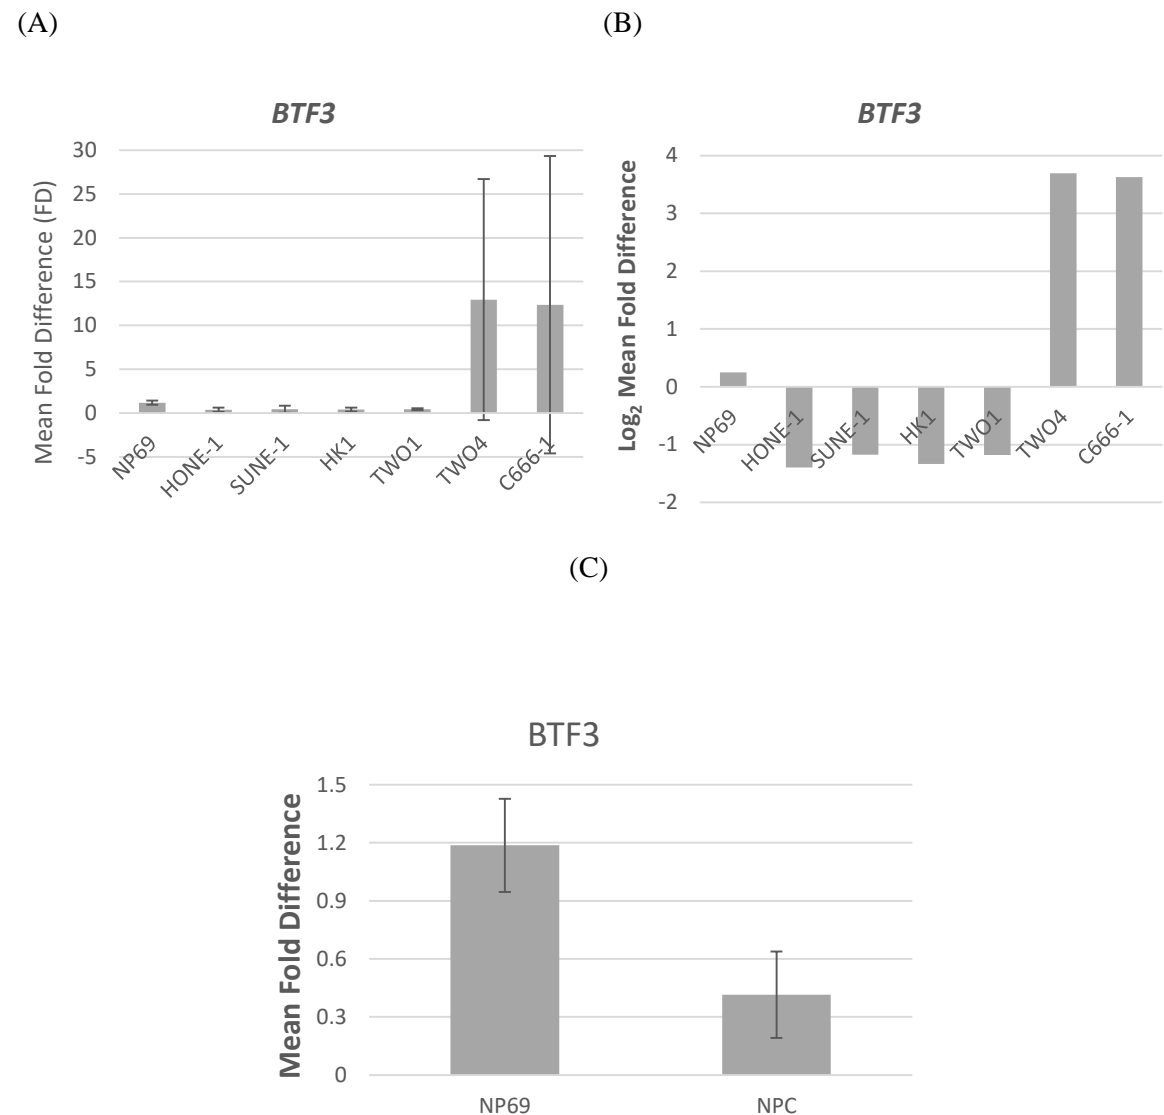 (A)
(B)
BTF3
Mean Fold Difference (FD)
30
25
20
15
10
5
0
-5
NP69
HONE-1
SUNE-1
HK1
TWO1
TWO4
C666-1
BTF3
Log₂ Mean Fold Difference
4
3
2
1
0
-1
-2
NP69
HONE-1
SUNE-1
HK1
TWO1
TWO4
C666-1
(C)
BTF3
Mean Fold Difference
1.5
1.2
0.9
0.6
0.3
0
NP69
NPC